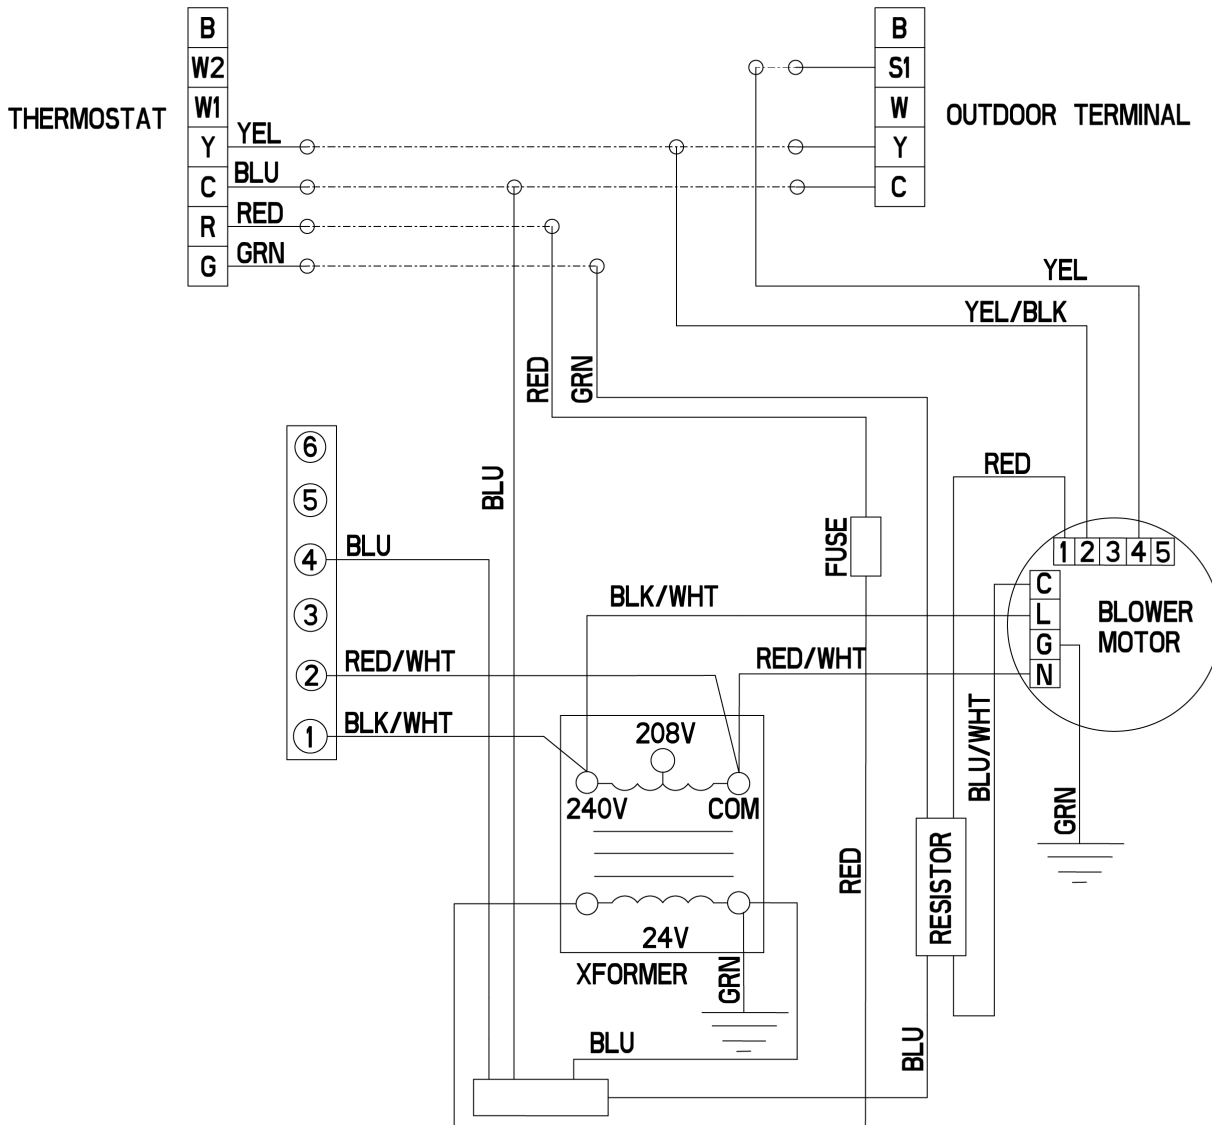 THERMOSTAT
B
W2
W1
Y
C
R
G
YEL
BLU
RED
GRN
B
S1
W
Y
C
OUTDOOR TERMINAL
YEL
YEL/BLK
RED
GRN
BLU
RED
6
5
4
3
2
1
BLU
RED/WHT
BLK/WHT
FUSE
BLK/WHT
RED/WHT
1 2 3 4 5
C
L
G
N
BLOWER
MOTOR
208V
240V
COM
24V
XFORMER
GRN
BLU
RED
BLU/WHT
GRN
RESISTOR
BLU